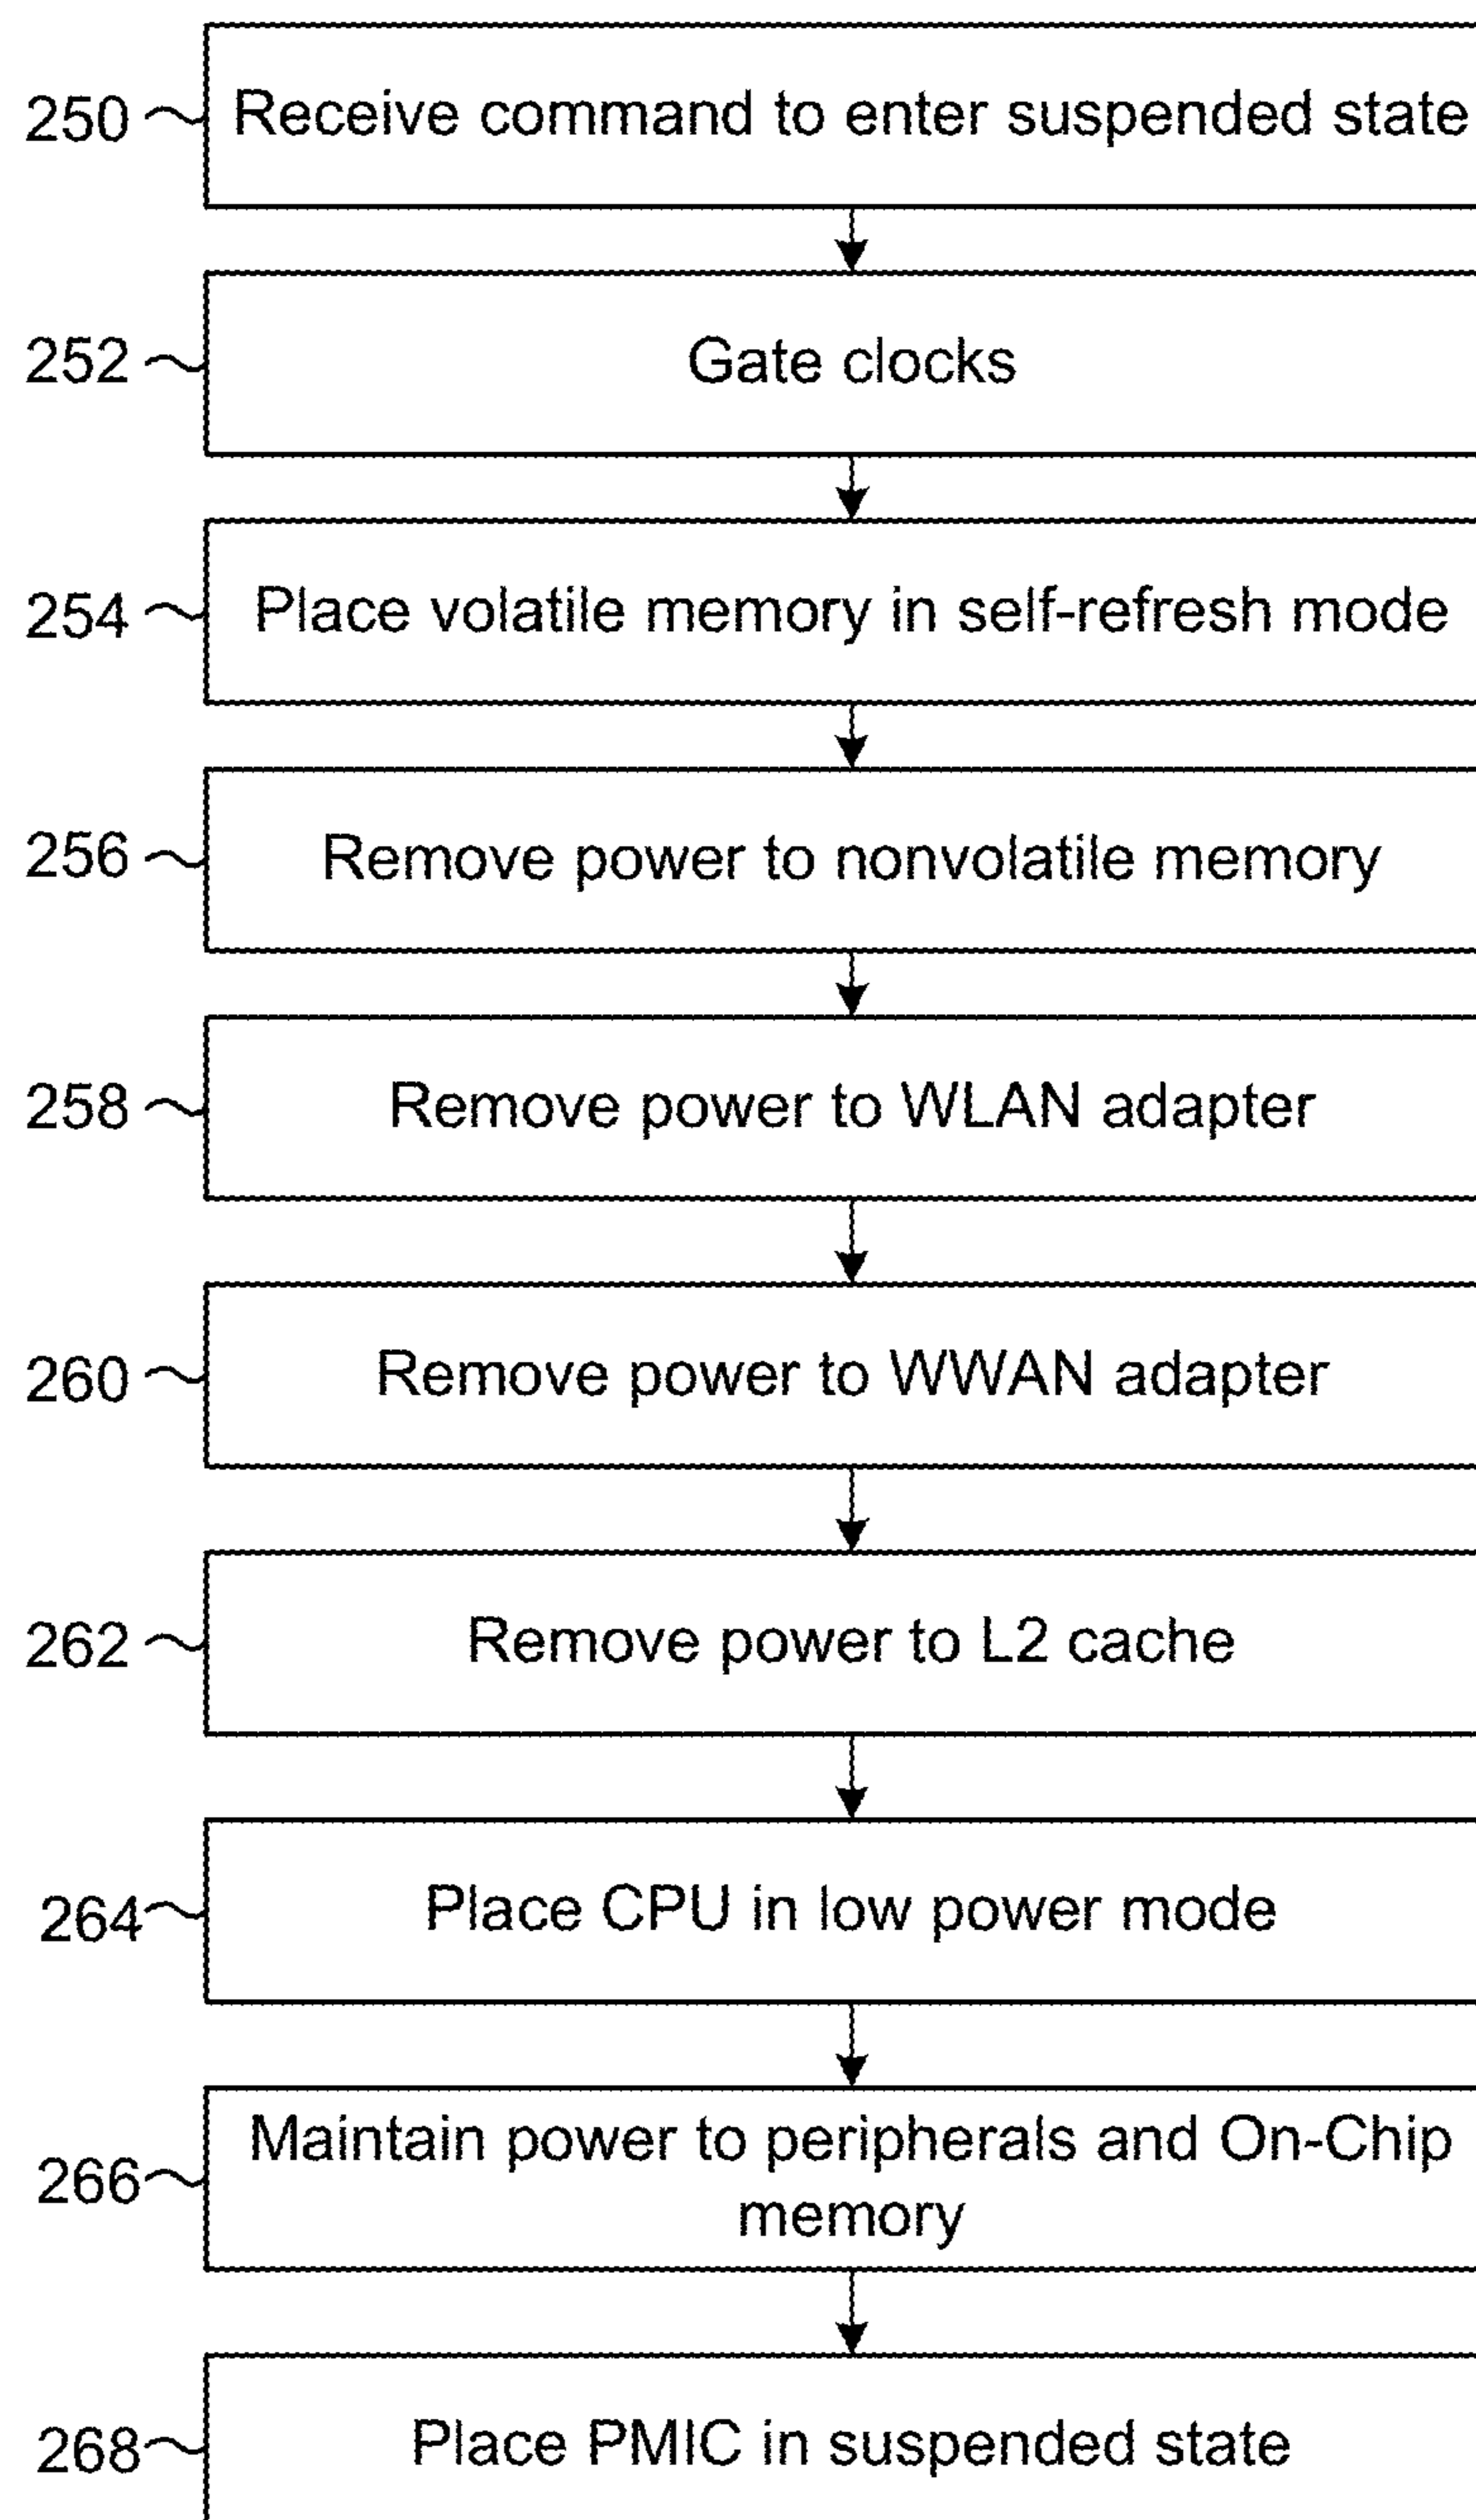 250 Receive command to enter suspended state
252 Gate clocks
254 Place volatile memory in self-refresh mode
256 Remove power to nonvolatile memory
258 Remove power to WLAN adapter
260 Remove power to WWAN adapter
262 Remove power to L2 cache
264 Place CPU in low power mode
266 Maintain power to peripherals and On-Chip
memory
268 Place PMIC in suspended state